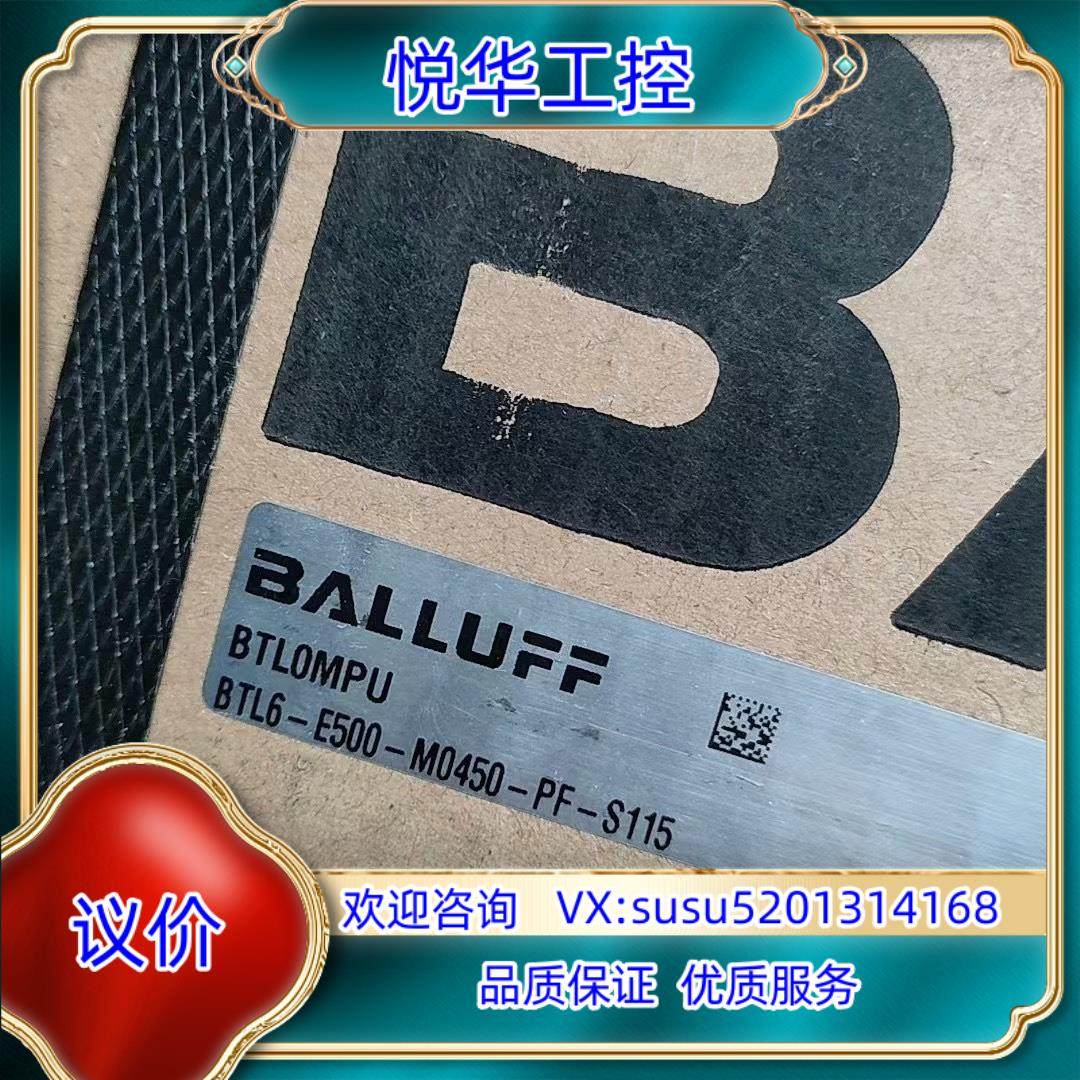 悦华工控
BA
BALLUFF
BTL0MPU
BTL6-E500-M0450-PF-S115
议价
欢迎咨询 VX:susu5201314168
品质保证 优质服务